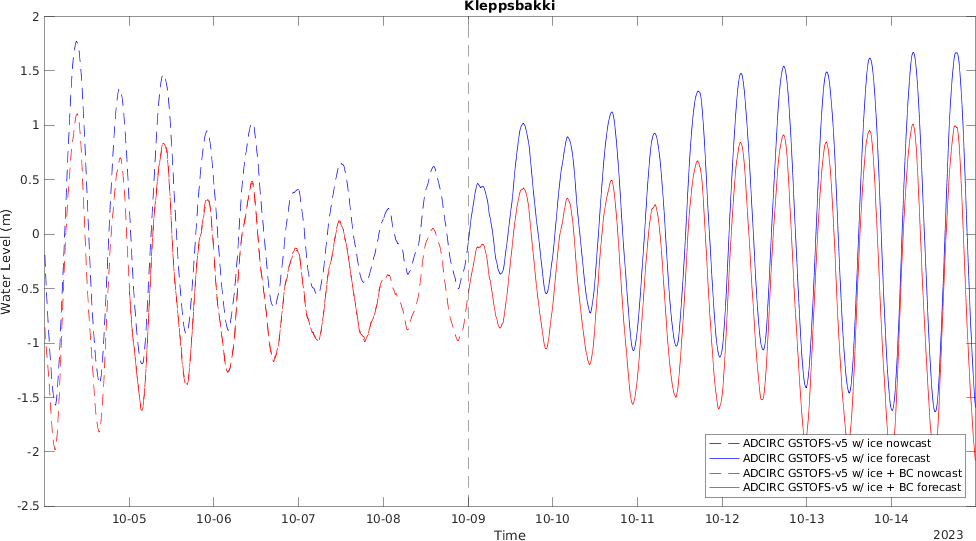 Kleppsbakki
2
1.5
1
0.5
0
-0.5
-1
-1.5
-2
-2.5
Water Level (m)
ADCIRC GSTOFS-v5 w/ ice nowcast
ADCIRC GSTOFS-v5 w/ ice forecast
ADCIRC GSTOFS-v5 w/ ice + BC nowcast
ADCIRC GSTOFS-v5 w/ ice + BC forecast
10-05 10-06 10-07 10-08 10-09 10-10 10-11 10-12 10-13 10-14
Time
2023